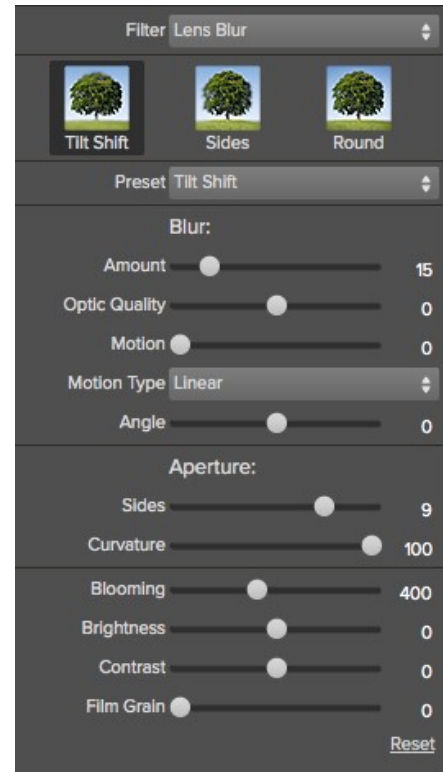 Filter Lens Blur
Tilt Shift Sides Round
Preset Tilt Shift
Blur:
Amount 15
Optic Quality 0
Motion 0
Motion Type Linear
Angle 0
Aperture:
Sides 9
Curvature 100
Blooming 400
Brightness 0
Contrast 0
Film Grain 0
Reset